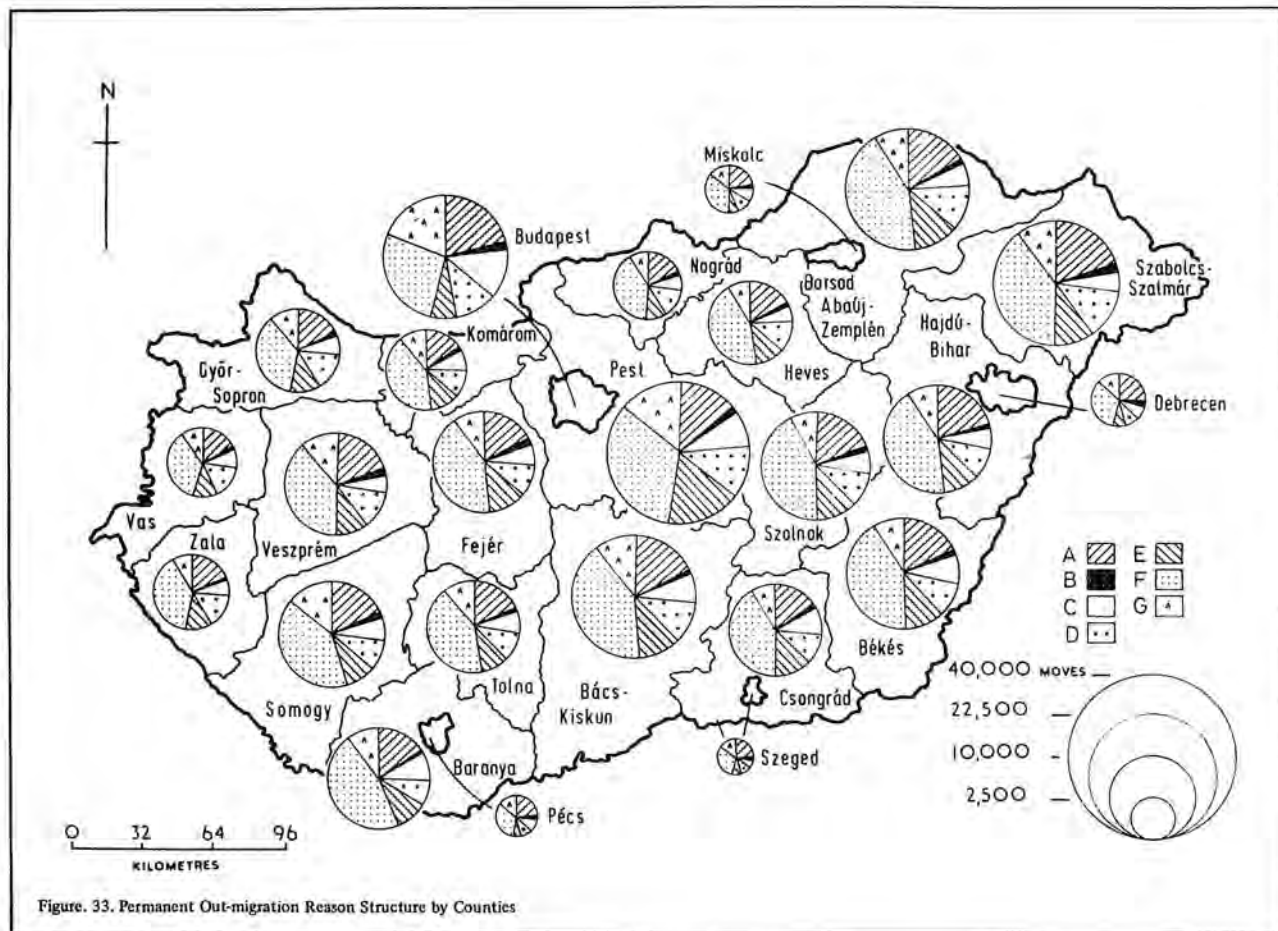 N
Miskolc
Budapest
Nográd
Borsod
Abaúj-
Zemplén
Szabolcs-
Szalmár
Hajdú-
Bihar
Komárom
Győr-
Sopron
Pest
Heves
Debrecen
Vas
Zala
Veszprém
Fejér
Szolnok
Somogy
Tolna
Bács-
Kiskun
Békés
Csongrád
Szeged
Baranya
Pécs
A E
B F
C G
D
40,000 MOVES
22,500
10,000
2,500
0 32 64 96
KILOMETRES
Figure. 33. Permanent Out-migration Reason Structure by Counties